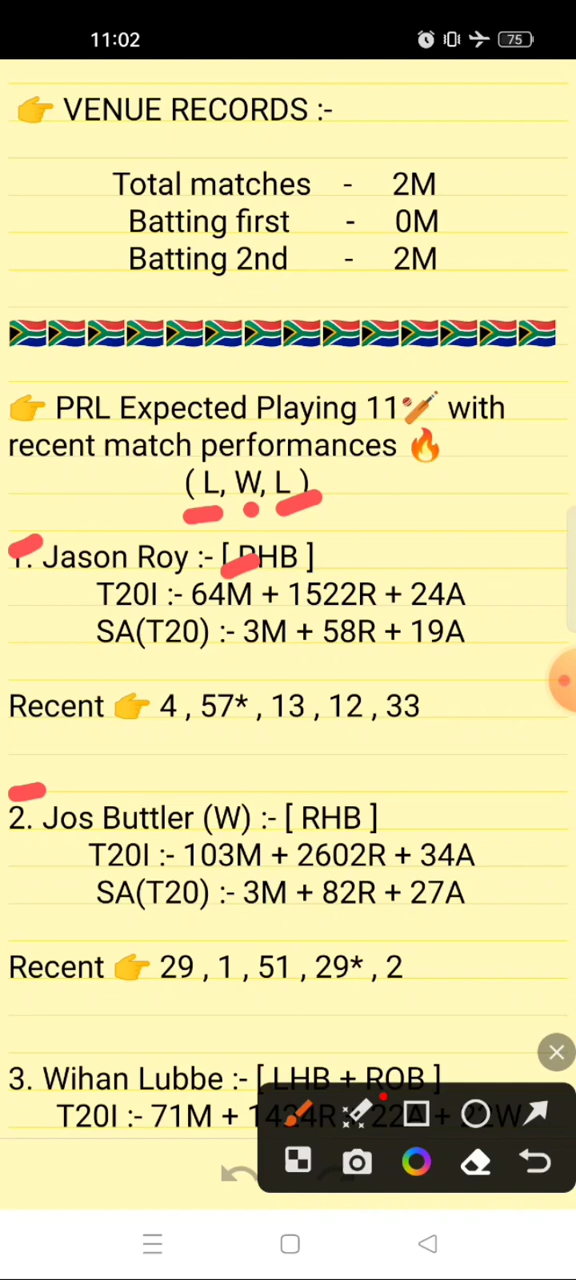 11:02
75
👉 VENUE RECORDS :-
Total matches - 2M
Batting first - 0M
Batting 2nd - 2M
👉 PRL Expected Playing 11🏏 with
recent match performances 🔥
( L, W, L )
1. Jason Roy :- [ RHB ]
T20I :- 64M + 1522R + 24A
SA(T20) :- 3M + 58R + 19A
Recent 👉 4 , 57* , 13 , 12 , 33
2. Jos Buttler (W) :- [ RHB ]
T20I :- 103M + 2602R + 34A
SA(T20) :- 3M + 82R + 27A
Recent 👉 29 , 1 , 51 , 29* , 2
3. Wihan Lubbe :- [ LHB + ROB ]
T20I :- 71M + 1434R + 22A +